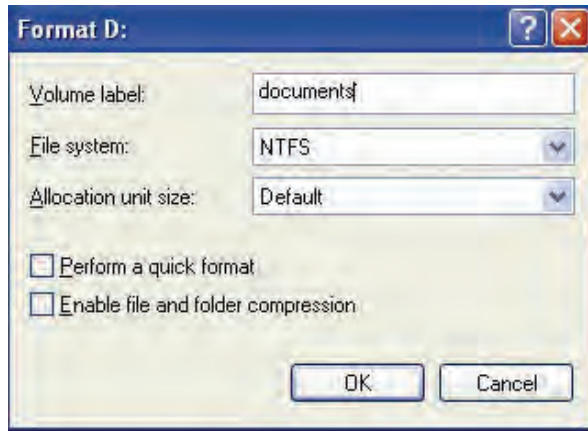 Format D:
Volume label: documents
File system: NTFS
Allocation unit size: Default
Perform a quick format
Enable file and folder compression
OK Cancel